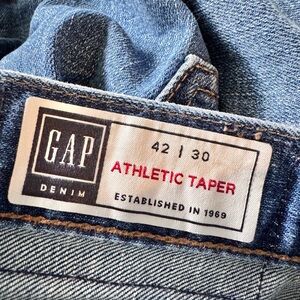 GAP
DENIM
42 | 30
ATHLETIC TAPER
ESTABLISHED IN 1969